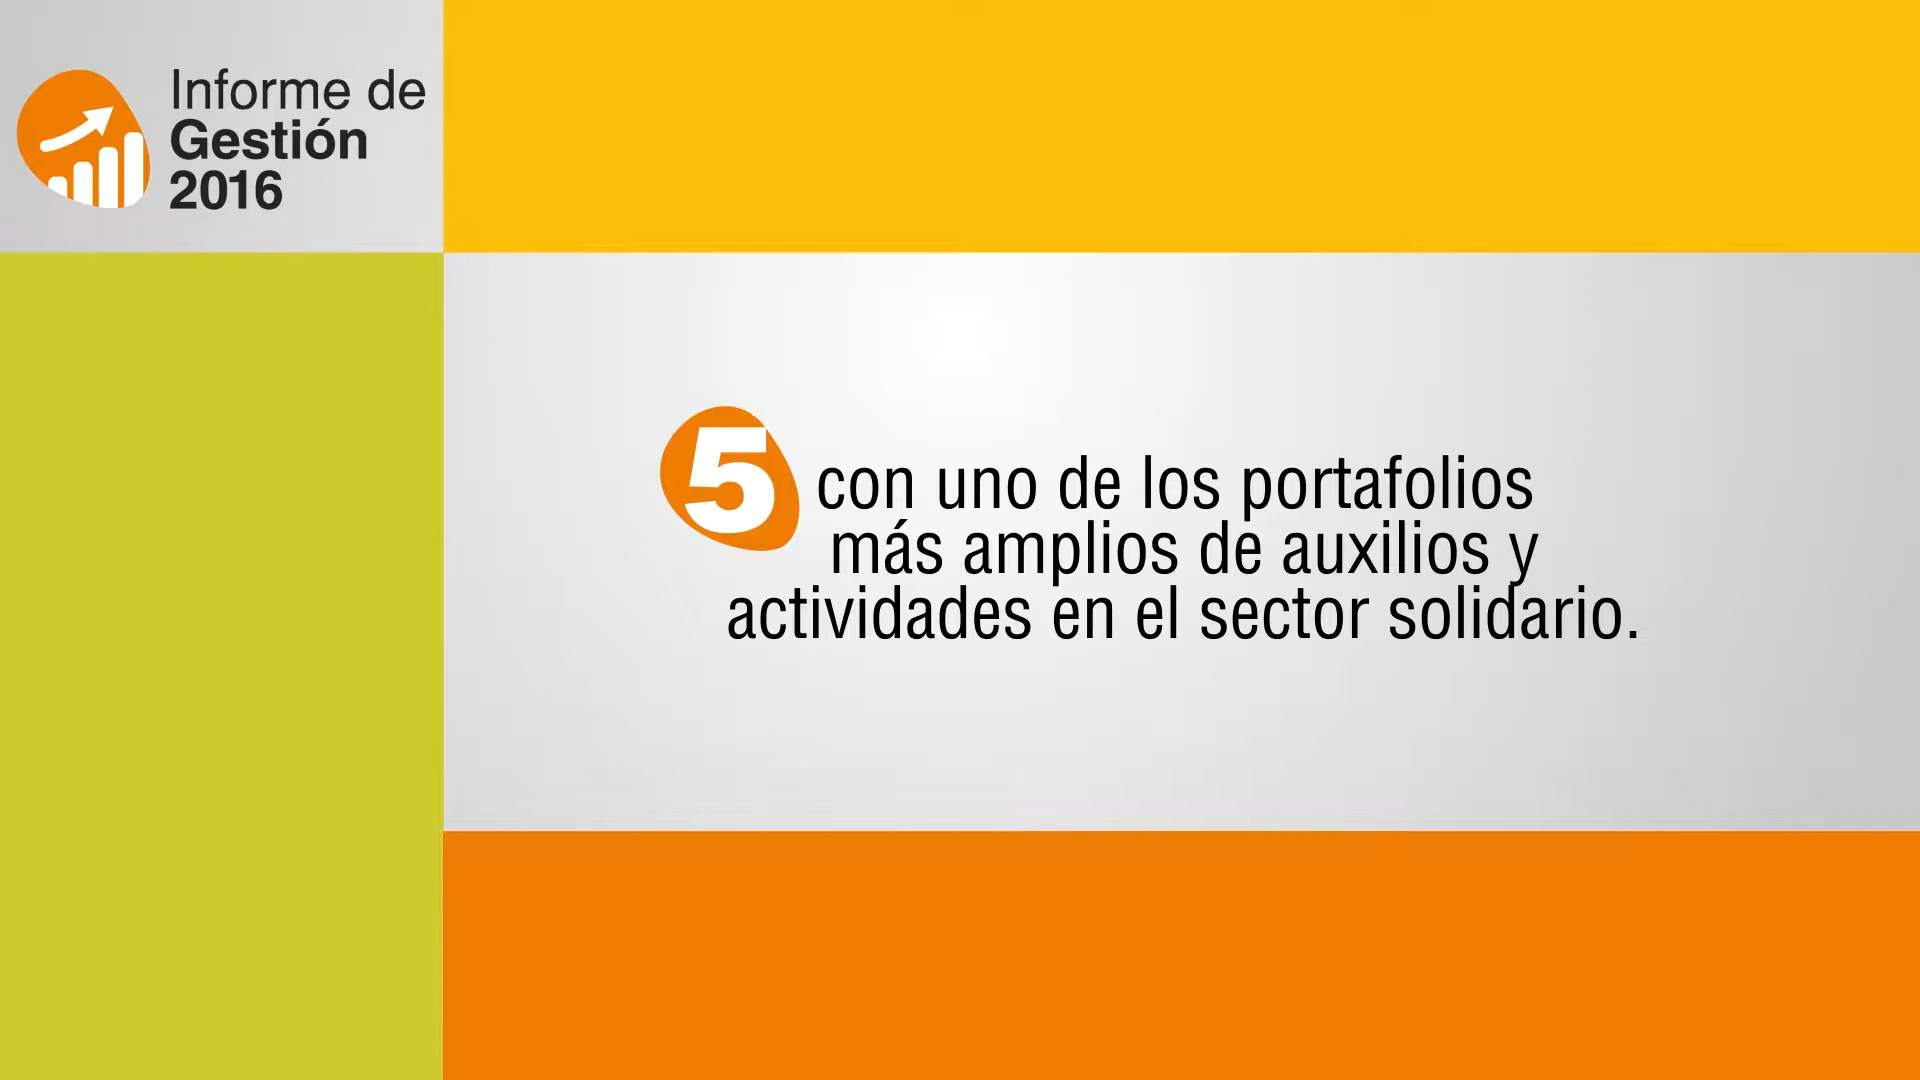 Informe de
Gestión
2016
5 con uno de los portafolios
más amplios de auxilios y
actividades en el sector solidario.